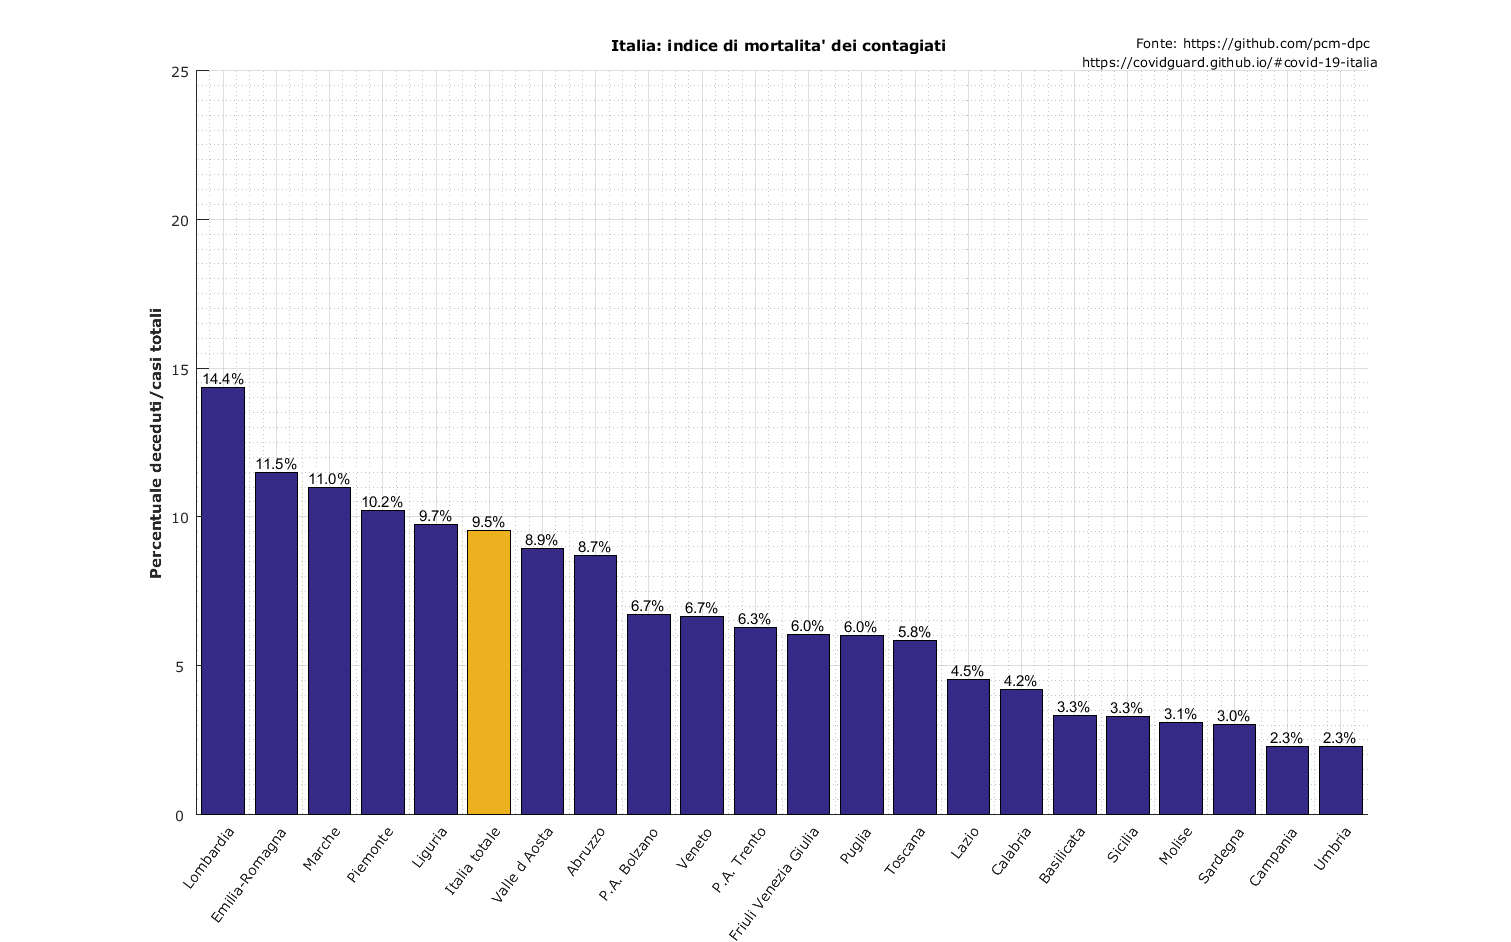 Italia: indice di mortalita' dei contagiati
Fonte: https://github.com/pcm-dpc
https://covidguard.github.io/#covid-19-italia
Percentuale deceduti/casi totali
25
20
15
10
5
0
14.4%
11.5%
11.0%
10.2%
9.7%
9.5%
8.9%
8.7%
6.7%
6.7%
6.3%
6.0%
6.0%
5.8%
4.5%
4.2%
3.3%
3.3%
3.1%
3.0%
2.3%
2.3%
Lombardia
Emilia-Romagna
Marche
Piemonte
Liguria
Italia totale
Valle d Aosta
Abruzzo
P.A. Bolzano
Veneto
P.A. Trento
Friuli Venezia Giulia
Puglia
Toscana
Lazio
Calabria
Basilicata
Sicilia
Molise
Sardegna
Campania
Umbria